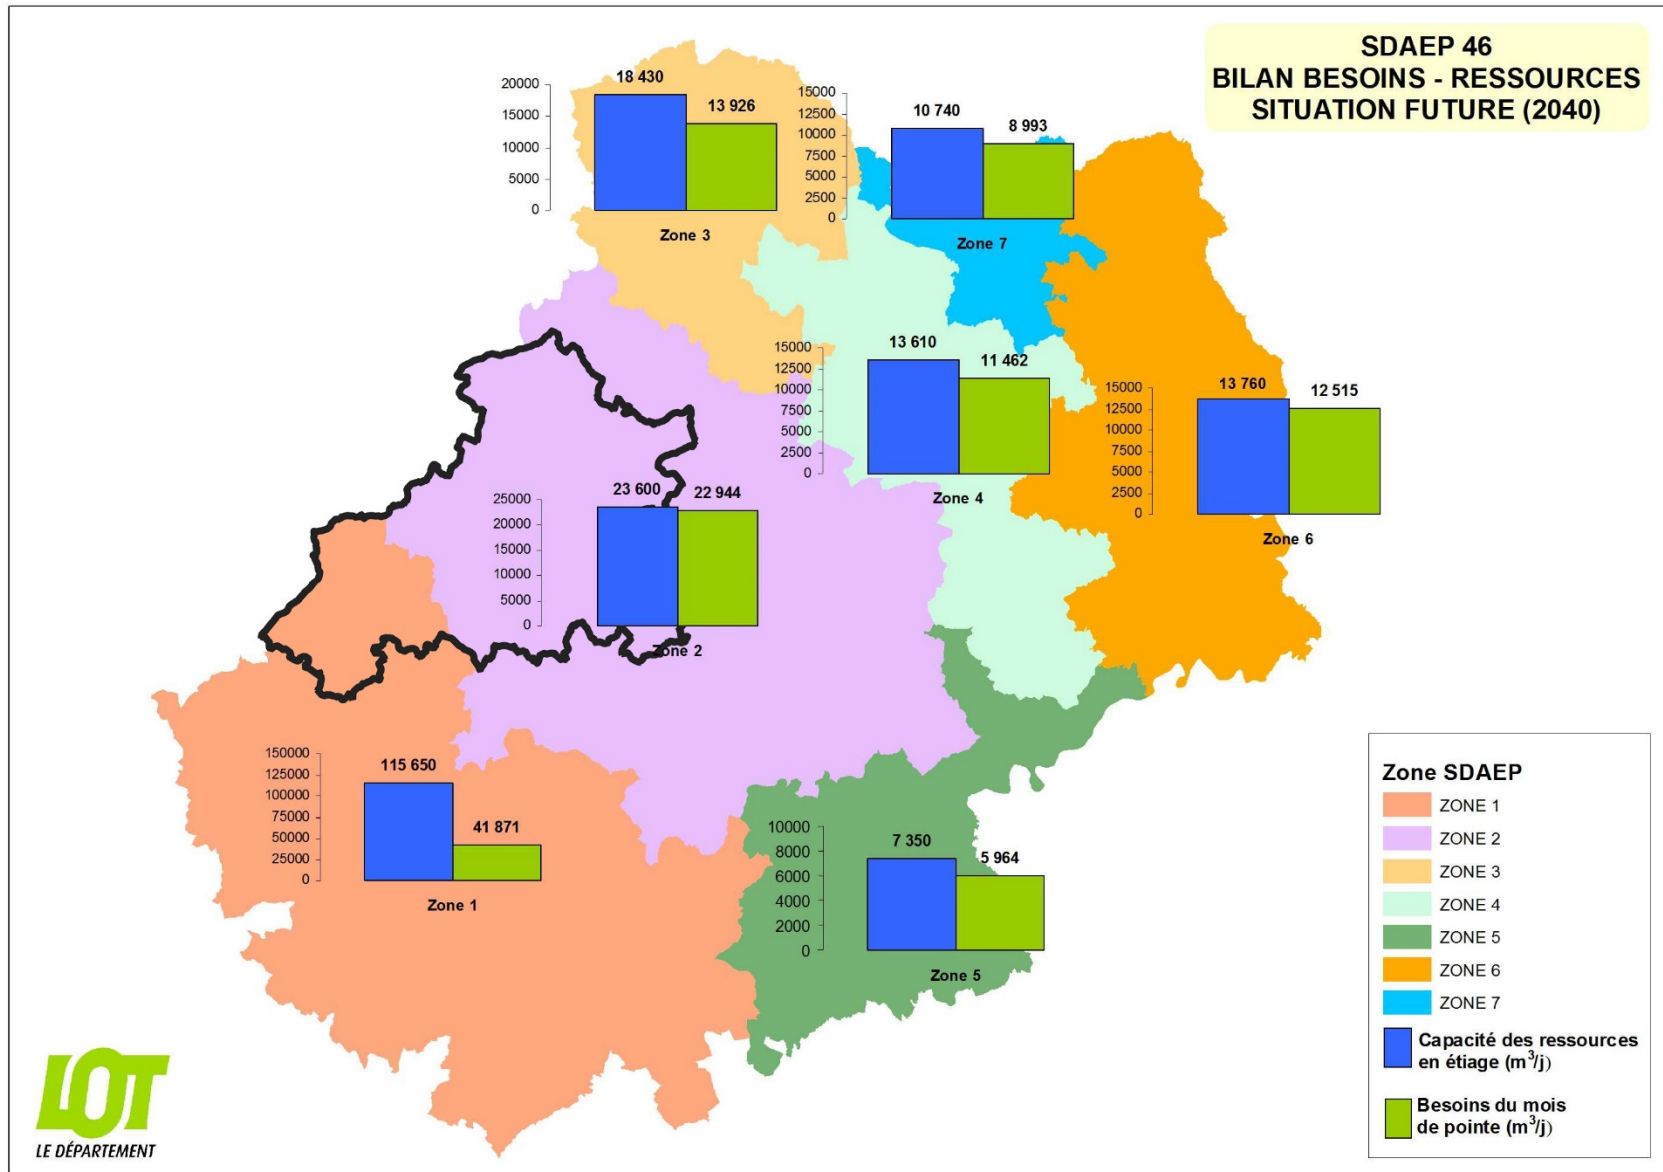 SDAEP 46
BILAN BESOINS - RESSOURCES
SITUATION FUTURE (2040)
20000
15000
10000
5000
0
18 430
13 926
Zone 3
15000
12500
10000
7500
5000
2500
0
10 740
8 993
Zone 7
15000
12500
10000
7500
5000
2500
0
13 610
11 462
Zone 4
15000
12500
10000
7500
5000
2500
0
13 760
12 515
Zone 6
25000
20000
15000
10000
5000
0
23 600
22 944
Zone 2
150000
125000
100000
75000
50000
25000
0
115 650
41 871
Zone 1
10000
8000
6000
4000
2000
0
7 350
5 964
Zone 5
Zone SDAEP
ZONE 1
ZONE 2
ZONE 3
ZONE 4
ZONE 5
ZONE 6
ZONE 7
Capacité des ressources
en étiage (m³/j)
Besoins du mois
de pointe (m³/j)
LOT
LE DÉPARTEMENT